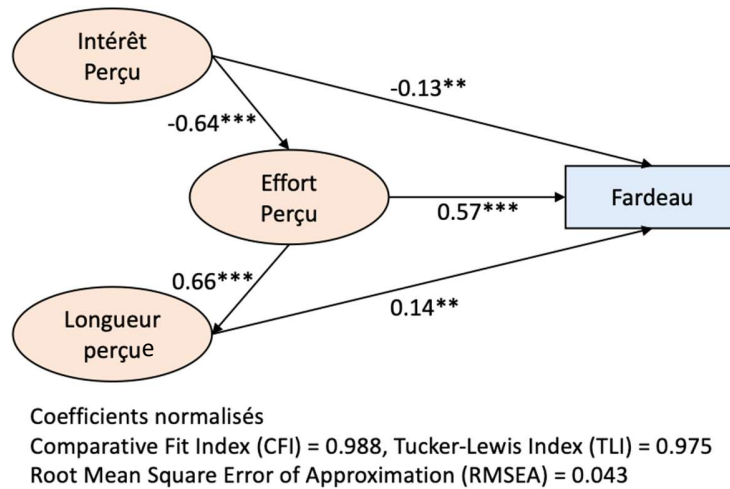 Intérêt
Perçu
-0.13**
-0.64***
Effort
Perçu
0.57***
Fardeau
0.66***
0.14**
Longueur
perçue
Coefficients normalisés
Comparative Fit Index (CFI) = 0.988, Tucker-Lewis Index (TLI) = 0.975
Root Mean Square Error of Approximation (RMSEA) = 0.043